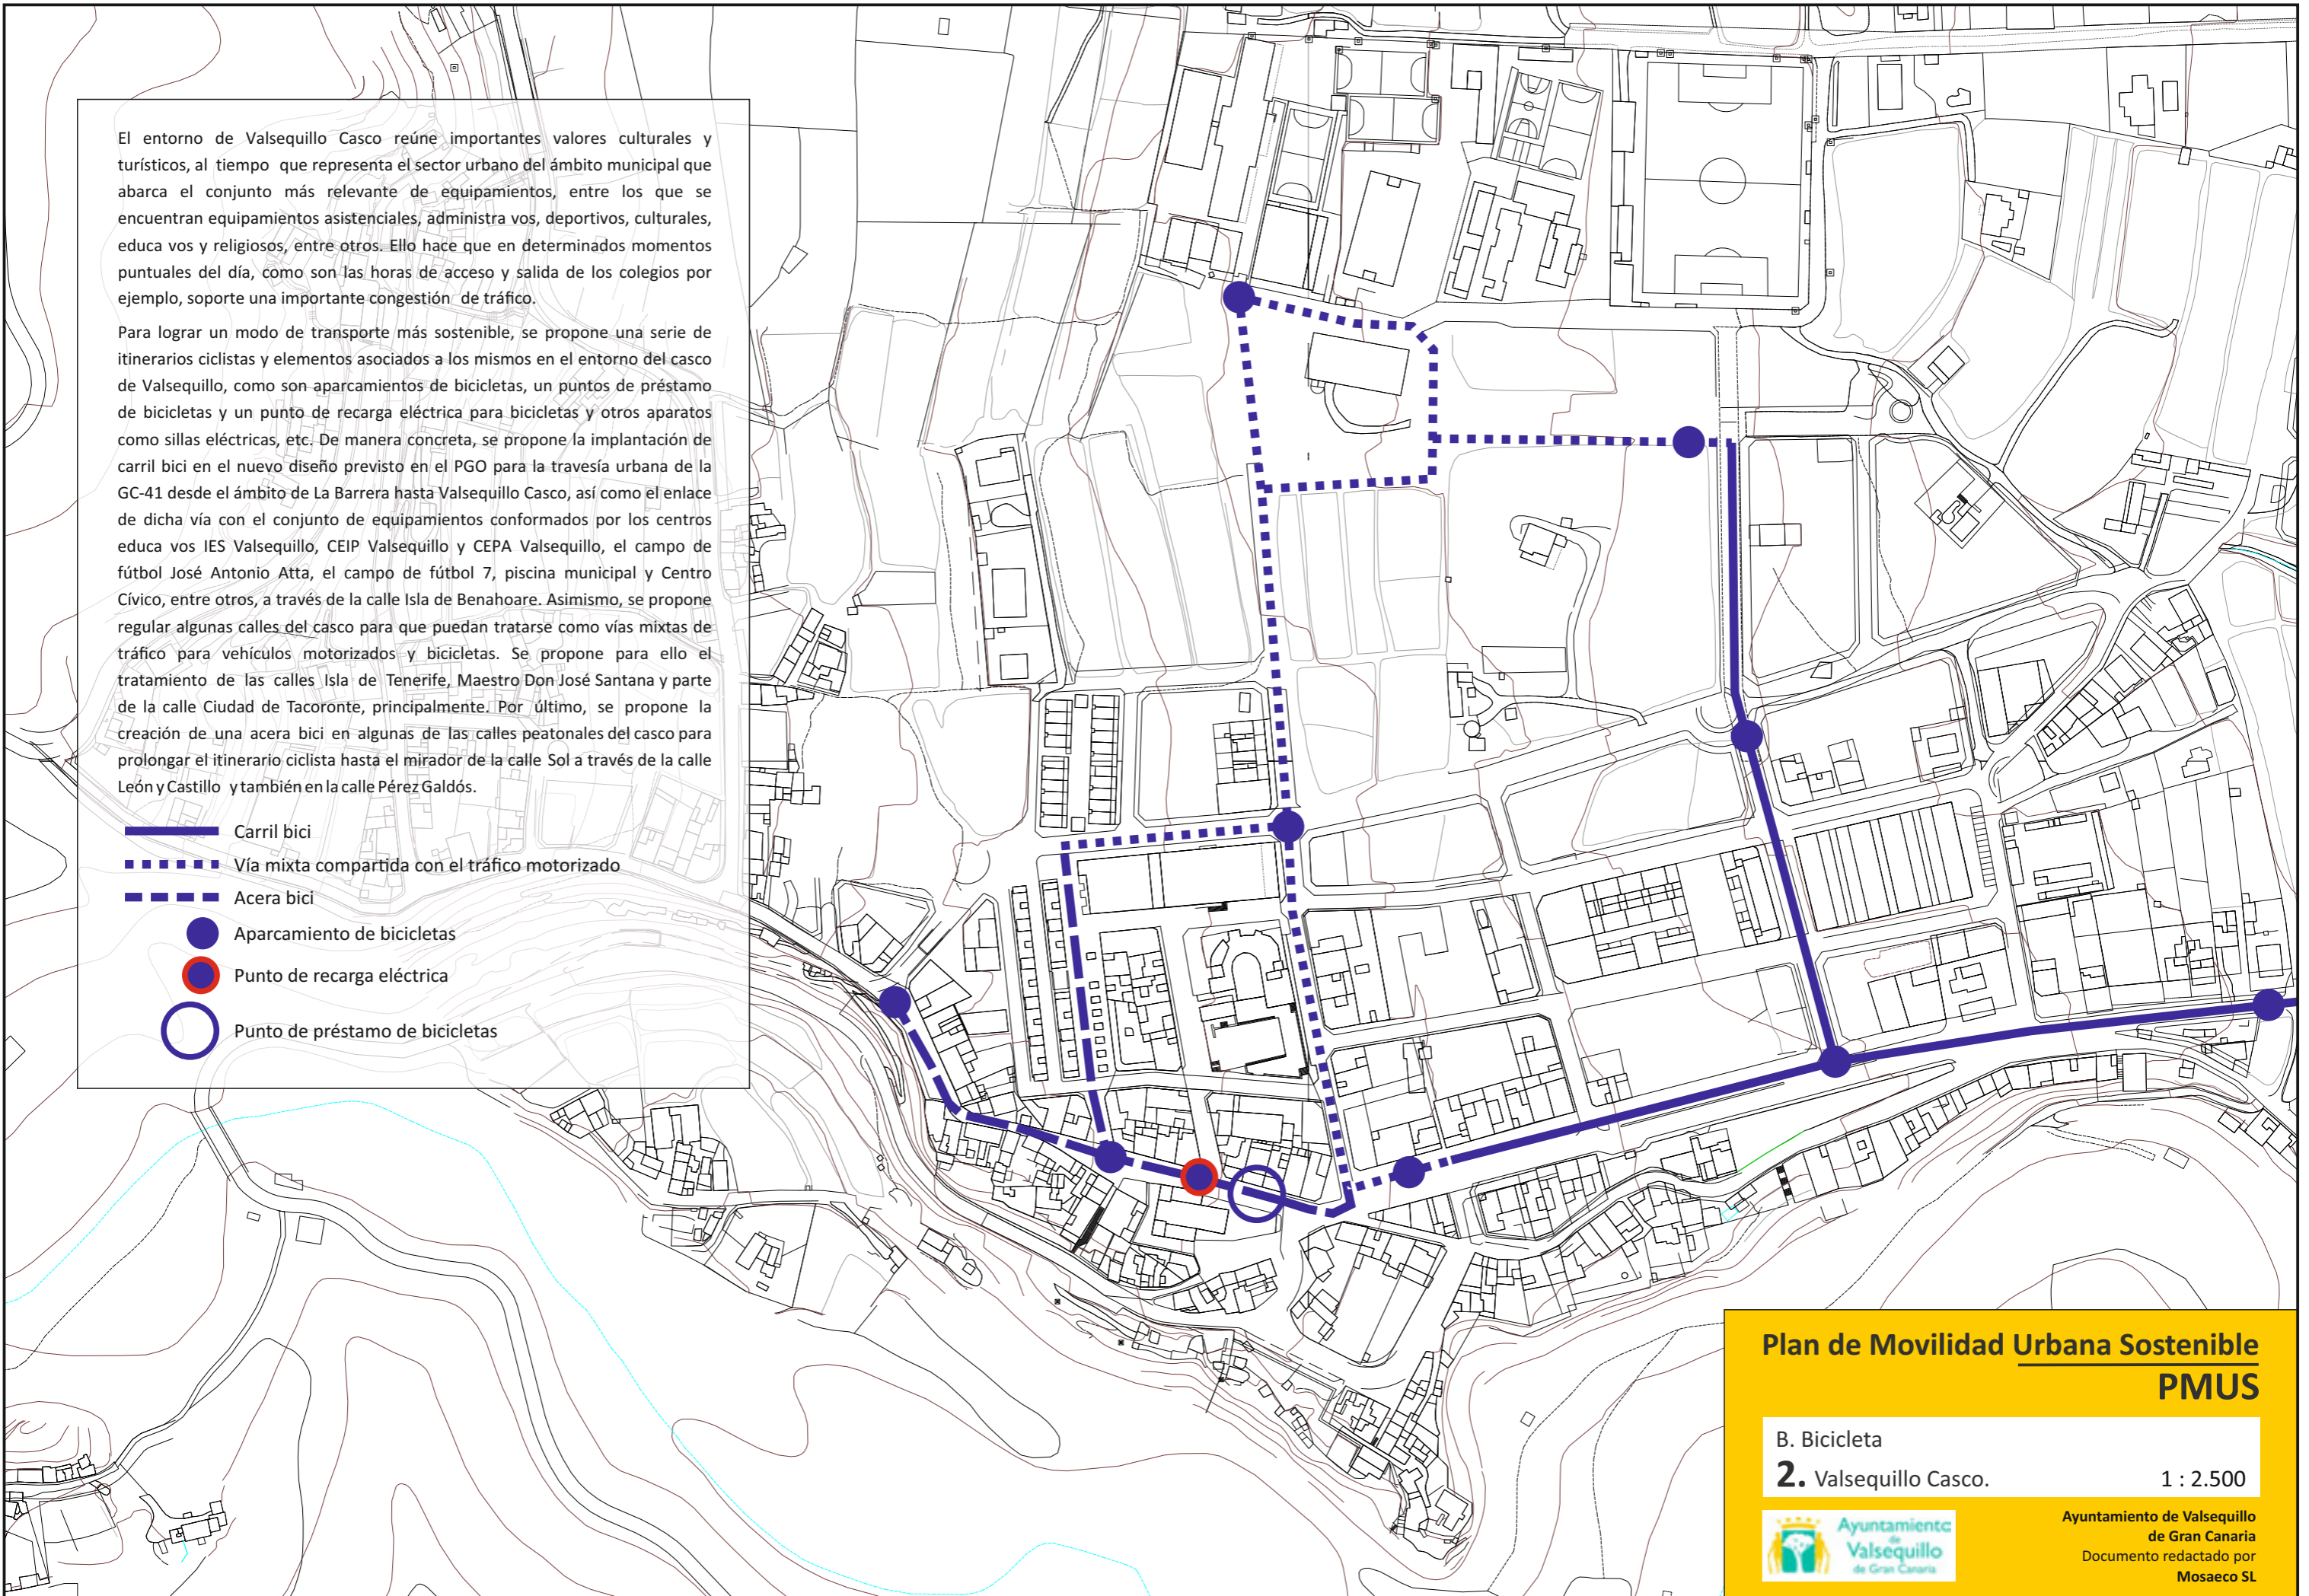 El entorno de Valsequillo Casco reúne importantes valores culturales y
turísticos, al tiempo que representa el sector urbano del ámbito municipal que
abarca el conjunto más relevante de equipamientos, entre los que se
encuentran equipamientos asistenciales, administra vos, deportivos, culturales,
educa vos y religiosos, entre otros. Ello hace que en determinados momentos
puntuales del día, como son las horas de acceso y salida de los colegios por
ejemplo, soporte una importante congestión de tráfico.
Para lograr un modo de transporte más sostenible, se propone una serie de
itinerarios ciclistas y elementos asociados a los mismos en el entorno del casco
de Valsequillo, como son aparcamientos de bicicletas, un puntos de préstamo
de bicicletas y un punto de recarga eléctrica para bicicletas y otros aparatos
como sillas eléctricas, etc. De manera concreta, se propone la implantación de
carril bici en el nuevo diseño previsto en el PGO para la travesía urbana de la
GC-41 desde el ámbito de La Barrera hasta Valsequillo Casco, así como el enlace
de dicha vía con el conjunto de equipamientos conformados por los centros
educa vos IES Valsequillo, CEIP Valsequillo y CEPA Valsequillo, el campo de
fútbol José Antonio Atta, el campo de fútbol 7, piscina municipal y Centro
Cívico, entre otros, a través de la calle Isla de Benahoare. Asimismo, se propone
regular algunas calles del casco para que puedan tratarse como vías mixtas de
tráfico para vehículos motorizados y bicicletas. Se propone para ello el
tratamiento de las calles Isla de Tenerife, Maestro Don José Santana y parte
de la calle Ciudad de Tacoronte, principalmente. Por último, se propone la
creación de una acera bici en algunas de las calles peatonales del casco para
prolongar el itinerario ciclista hasta el mirador de la calle Sol a través de la calle
León y Castillo y también en la calle Pérez Galdós.
Carril bici
Vía mixta compartida con el tráfico motorizado
Acera bici
Aparcamiento de bicicletas
Punto de recarga eléctrica
Punto de préstamo de bicicletas
Plan de Movilidad Urbana Sostenible
PMUS
B. Bicicleta
2. Valsequillo Casco. 1 : 2.500
Ayuntamiento
de
Valsequillo
de Gran Canaria
Ayuntamiento de Valsequillo
de Gran Canaria
Documento redactado por
Mosaeco SL